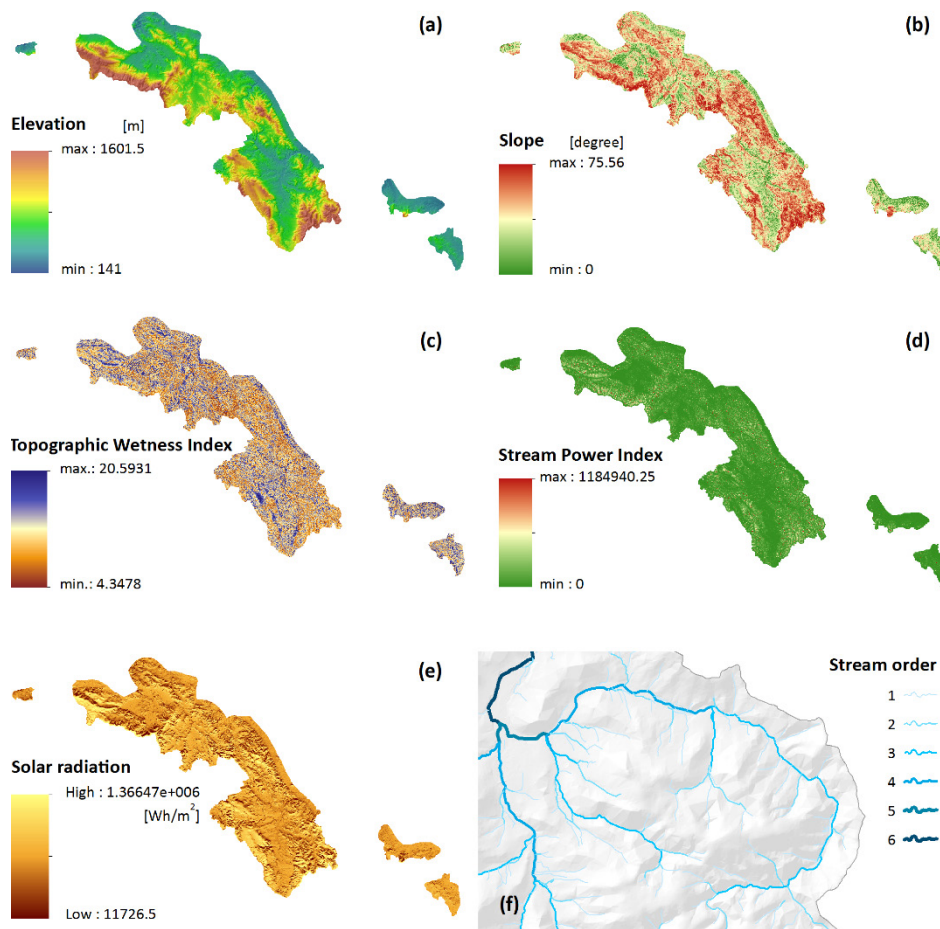 (a)
Elevation [m]
max : 1601.5
min : 141
(b)
Slope [degree]
max : 75.56
min : 0
(c)
Topographic Wetness Index
max.: 20.5931
min.: 4.3478
(d)
Stream Power Index
max : 1184940.25
min : 0
(e)
Solar radiation
High : 1.36647e+006
[Wh/m²]
Low : 11726.5
Stream order
1
2
3
4
5
6
(f)